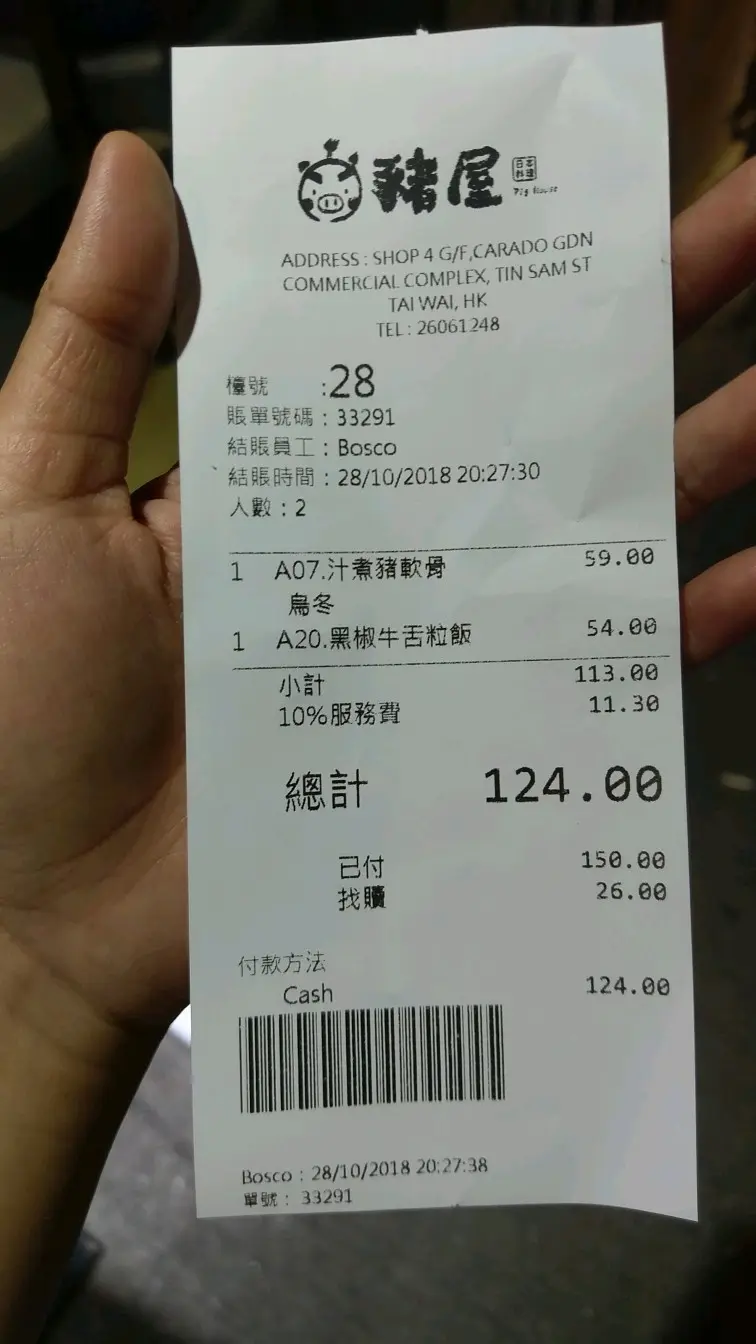 豬屋 日本料理
Pig House
ADDRESS : SHOP 4 G/F,CARADO GDN
COMMERCIAL COMPLEX, TIN SAM ST
TAI WAI, HK
TEL : 26061248
檯號 :28
賬單號碼 : 33291
結賬員工 : Bosco
結賬時間 : 28/10/2018 20:27:30
人數 : 2
1 A07.汁煮豬軟骨 59.00
烏冬
1 A20.黑椒牛舌粒飯 54.00
小計 113.00
10%服務費 11.30
總計 124.00
已付 150.00
找贖 26.00
付款方法
Cash 124.00
Bosco : 28/10/2018 20:27:38
單號 : 33291